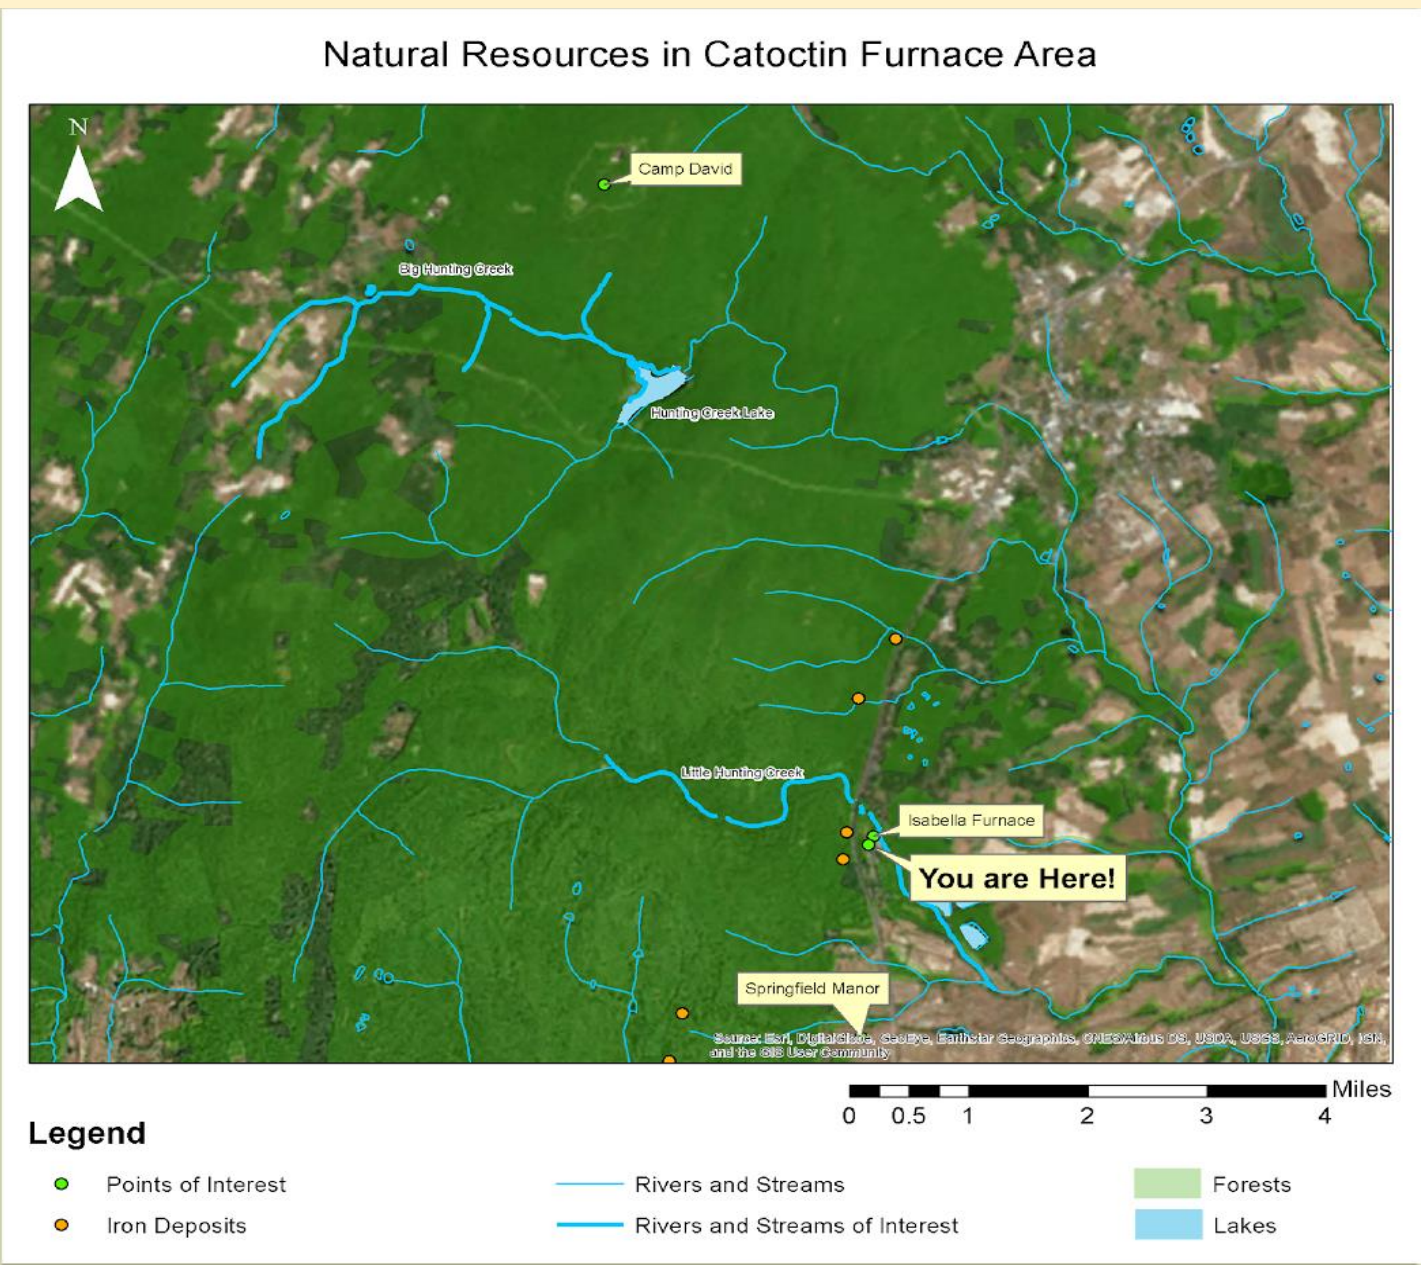 Natural Resources in Catoctin Furnace Area
N
Camp David
Big Hunting Creek
Hunting Creek Lake
Little Hunting Creek
Isabella Furnace
You are Here!
Springfield Manor
Source: Esri, DigitalGlobe, GeoEye, Earthstar Geographics, CNES/Airbus DS, USDA, USGS, AeroGRID, IGN,
and the GIS User Community
Miles
0 0.5 1 2 3 4
Legend
Points of Interest
Rivers and Streams
Forests
Iron Deposits
Rivers and Streams of Interest
Lakes